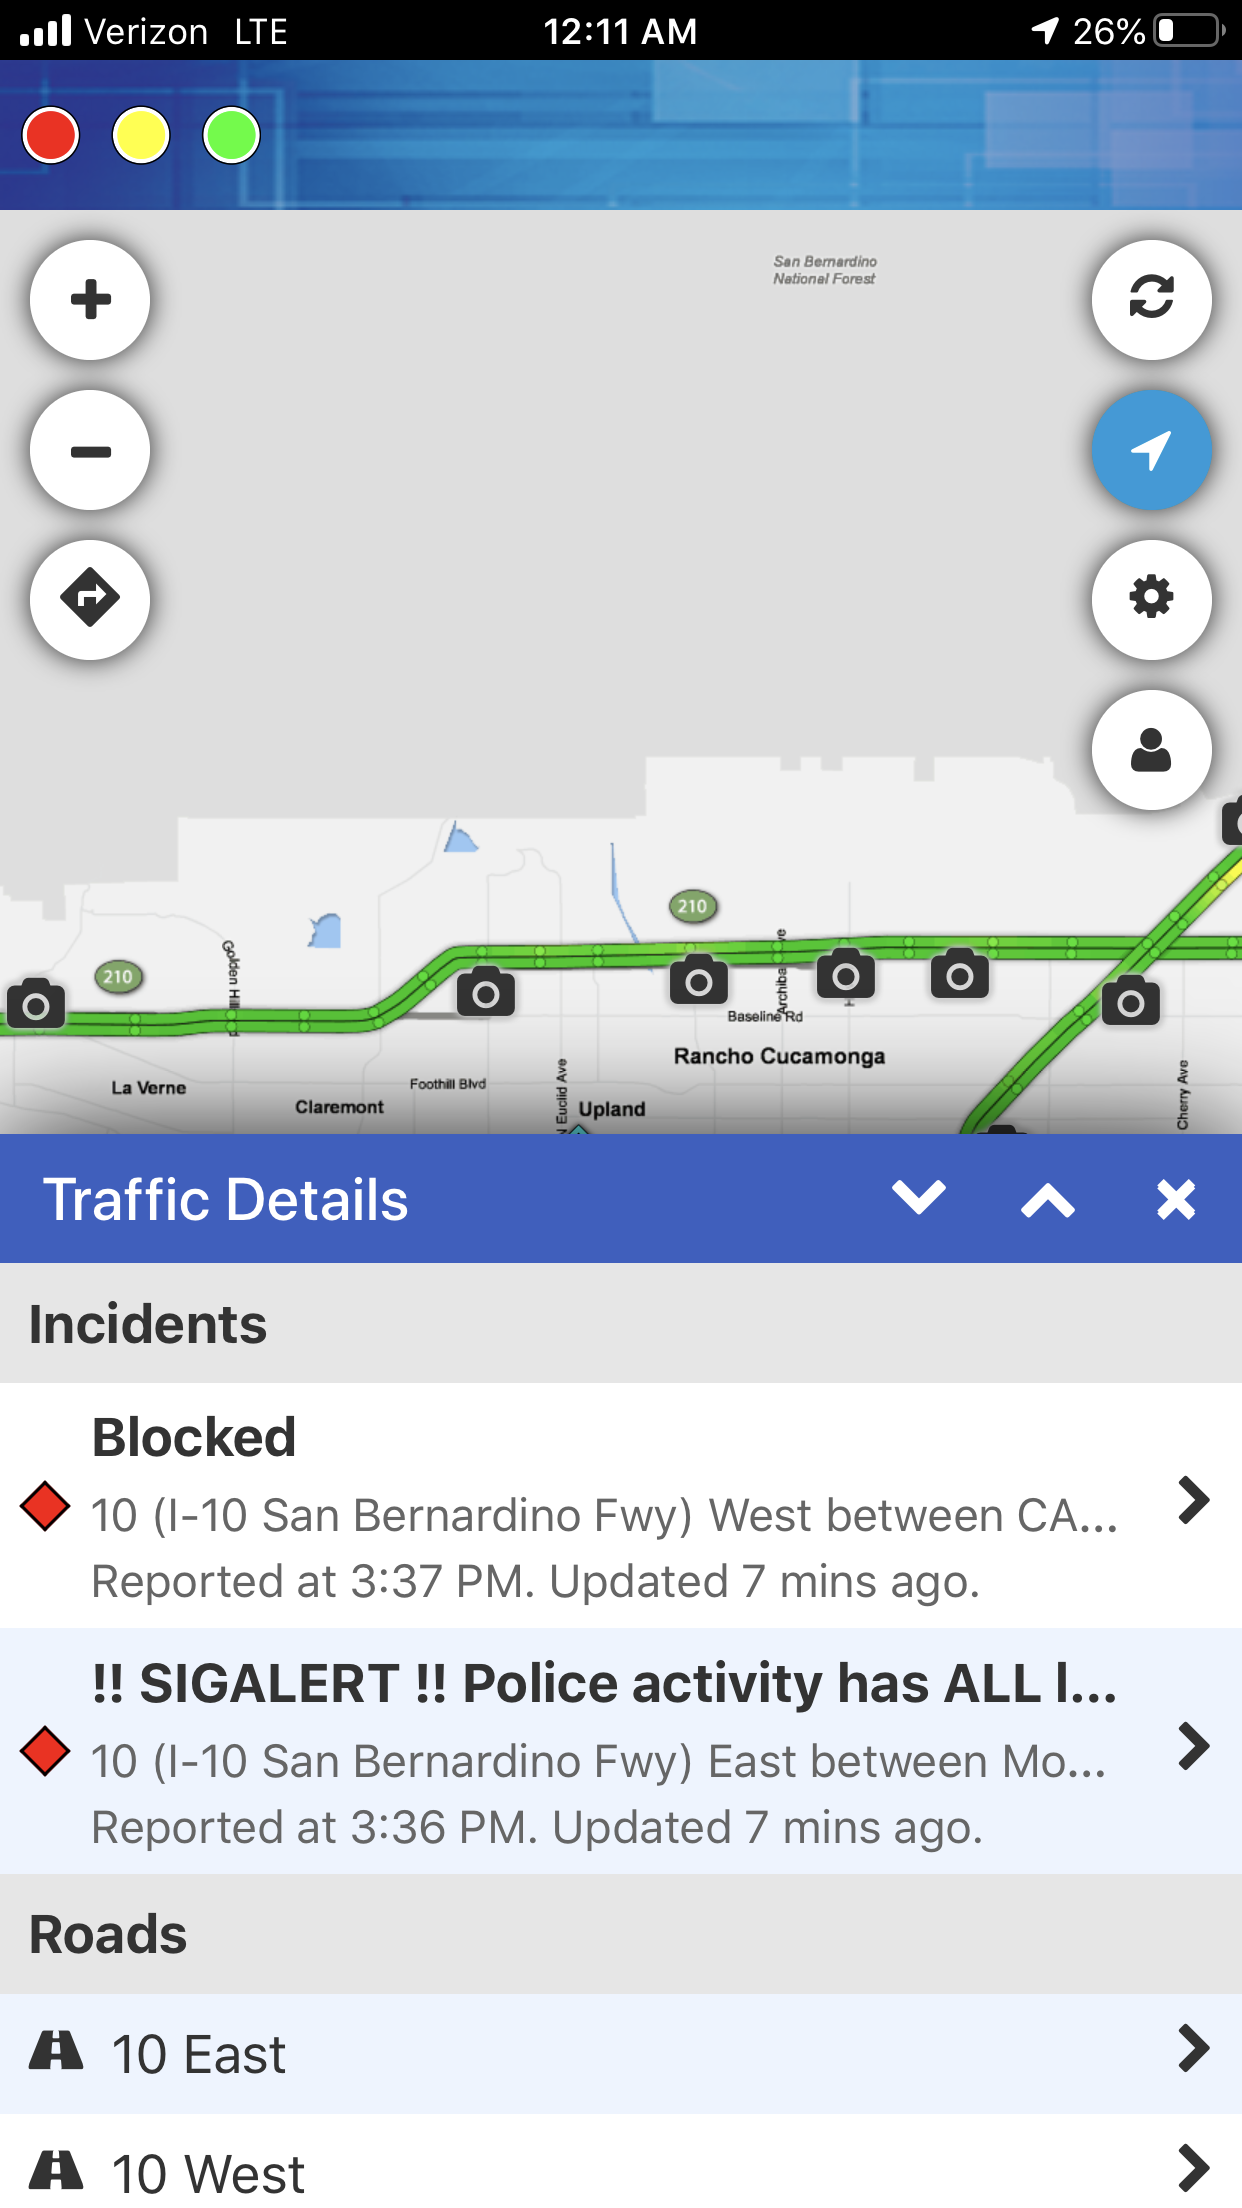 Verizon LTE 12:11 AM 26%
San Bernardino
National Forest
210
210
Golden Hill
Baseline Rd
Rancho Cucamonga
La Verne
Foothill Blvd
Claremont
N Euclid Ave
Upland
Cherry Ave
Traffic Details
Incidents
Blocked
10 (I-10 San Bernardino Fwy) West between CA...
Reported at 3:37 PM. Updated 7 mins ago.
!! SIGALERT !! Police activity has ALL l...
10 (I-10 San Bernardino Fwy) East between Mo...
Reported at 3:36 PM. Updated 7 mins ago.
Roads
10 East
10 West